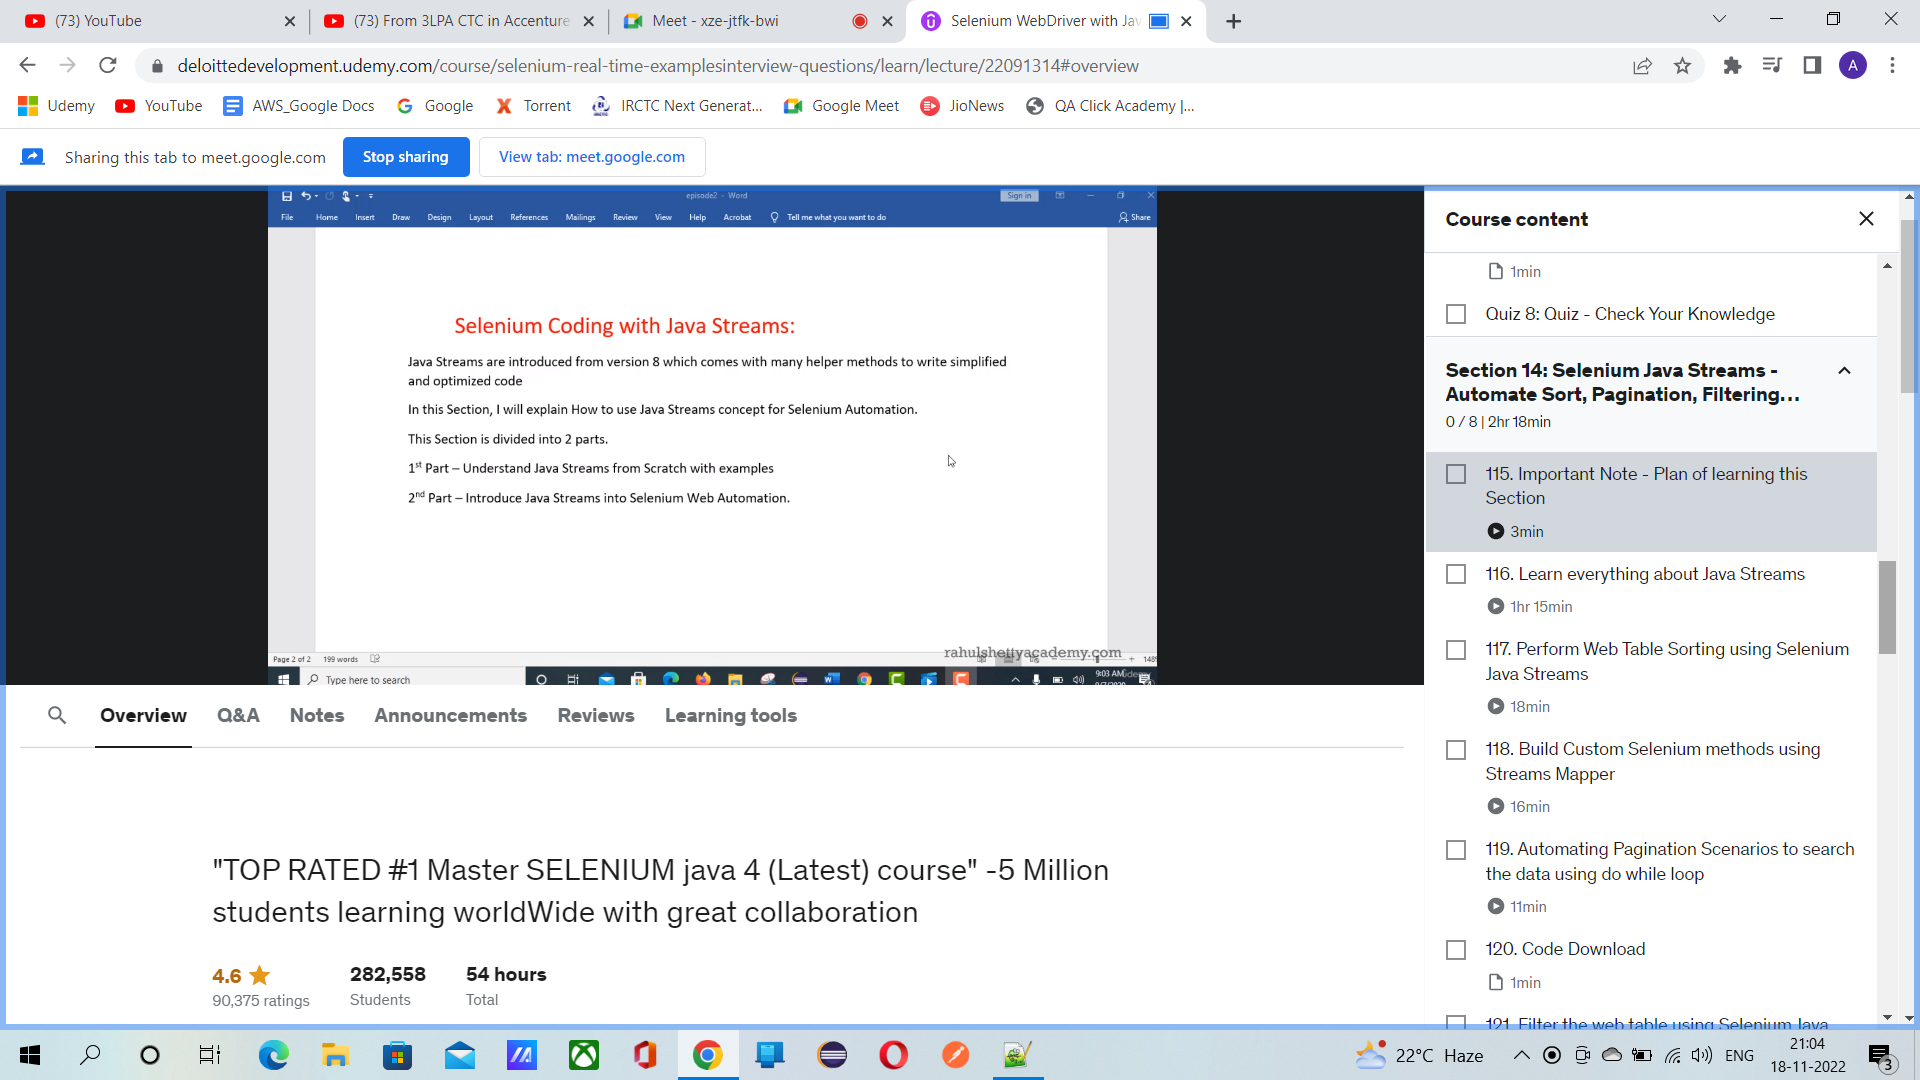 (73) YouTube
(73) From 3LPA CTC in Accenture
Meet - xze-jtfk-bwi
Selenium WebDriver with Jav
deloittedevelopment.udemy.com/course/selenium-real-time-examplesinterview-questions/learn/lecture/22091314#overview
A
Udemy
YouTube
AWS_Google Docs
Google
Torrent
IRCTC Next Generat...
Google Meet
JioNews
QA Click Academy |...
Sharing this tab to meet.google.com
Stop sharing
View tab: meet.google.com
episode2 - Word
Sign in
File Home Insert Draw Design Layout References Mailings Review View Help Acrobat Tell me what you want to do
Share
Selenium Coding with Java Streams:
Java Streams are introduced from version 8 which comes with many helper methods to write simplified
and optimized code
In this Section, I will explain How to use Java Streams concept for Selenium Automation.
This Section is divided into 2 parts.
1st Part – Understand Java Streams from Scratch with examples
2nd Part – Introduce Java Streams into Selenium Web Automation.
rahulshettyacademy.com
Page 2 of 2 199 words
Type here to search
9:03 AM
Course content
1min
Quiz 8: Quiz - Check Your Knowledge
Section 14: Selenium Java Streams -
Automate Sort, Pagination, Filtering...
0 / 8 | 2hr 18min
115. Important Note - Plan of learning this
Section
3min
116. Learn everything about Java Streams
1hr 15min
117. Perform Web Table Sorting using Selenium
Java Streams
18min
118. Build Custom Selenium methods using
Streams Mapper
16min
119. Automating Pagination Scenarios to search
the data using do while loop
11min
120. Code Download
1min
121. Filter the web table using Selenium Java
Overview
Q&A
Notes
Announcements
Reviews
Learning tools
"TOP RATED #1 Master SELENIUM java 4 (Latest) course" -5 Million
students learning worldWide with great collaboration
4.6
282,558
54 hours
90,375 ratings
Students
Total
22°C Haze
ENG
21:04
18-11-2022
3